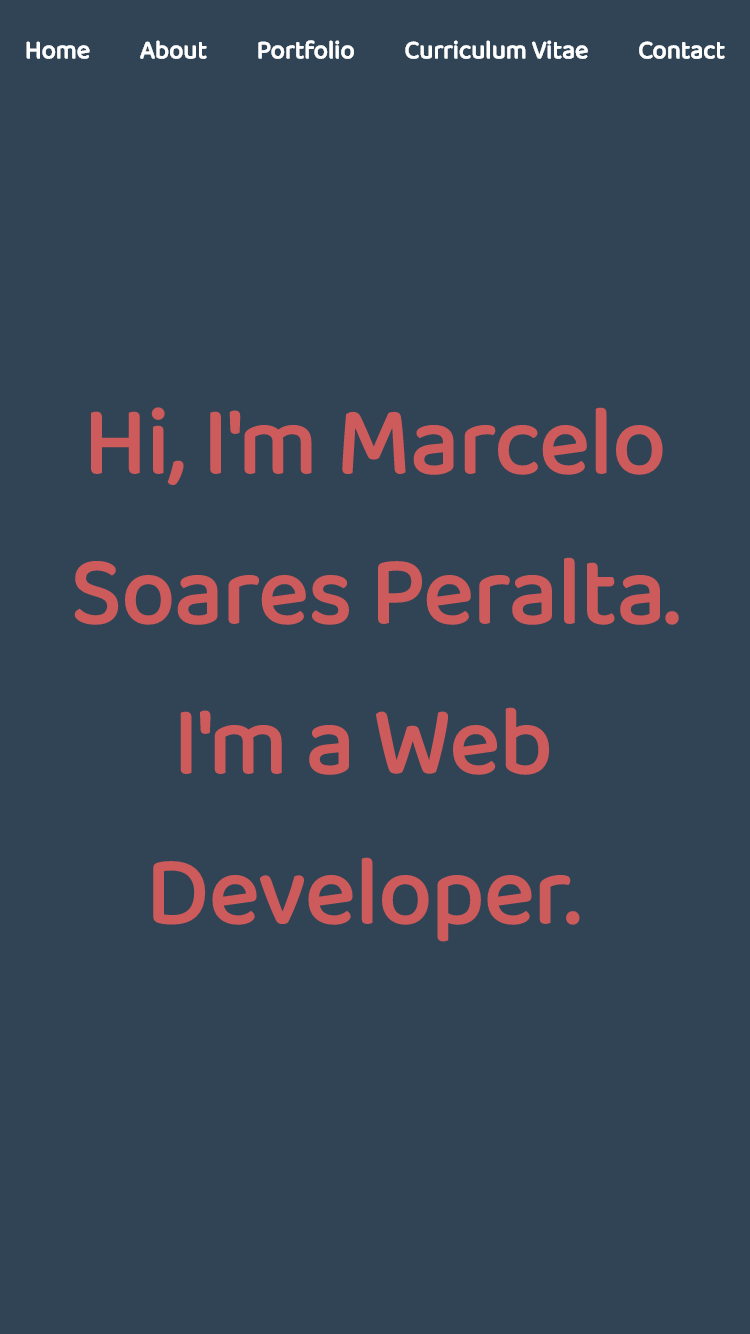 Home About Portfolio Curriculum Vitae Contact
Hi, I'm Marcelo
Soares Peralta.
I'm a Web
Developer.